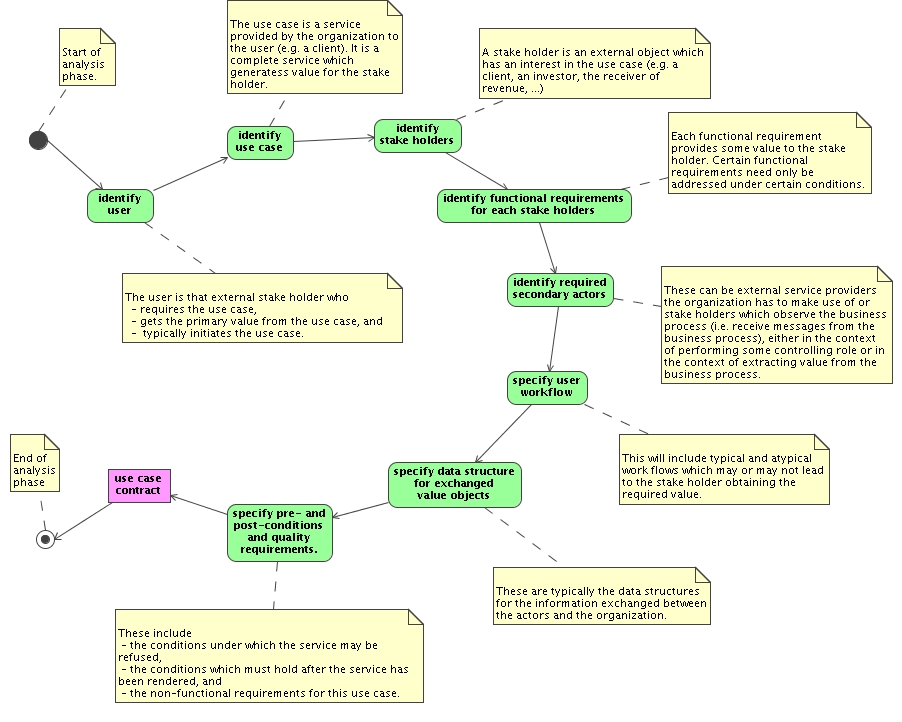 Start of
analysis
phase.
The use case is a service
provided by the organization to
the user (e.g. a client). It is a
complete service which
generatess value for the stake
holder.
A stake holder is an external object which
has an interest in the use case (e.g. a
client, an investor, the receiver of
revenue, ...)
identify
use case
identify
stake holders
Each functional requirement
provides some value to the stake
holder. Certain functional
requirements need only be
addressed under certain conditions.
identify
user
identify functional requirements
for each stake holders
The user is that external stake holder who
- requires the use case,
- gets the primary value from the use case, and
- typically initiates the use case.
identify required
secondary actors
These can be external service providers
the organization has to make use of or
stake holders which observe the business
process (i.e. receive messages from the
business process), either in the context
of performing some controlling role or in
the context of extracting value from the
business process.
specify user
workflow
This will include typical and atypical
work flows which may or may not lead
to the stake holder obtaining the
required value.
End of
analysis
phase
use case
contract
specify data structure
for exchanged
value objects
specify pre- and
post-conditions
and quality
requirements.
These are typically the data structures
for the information exchanged between
the actors and the organization.
These include
- the conditions under which the service may be
refused,
- the conditions which must hold after the service has
been rendered, and
- the non-functional requirements for this use case.